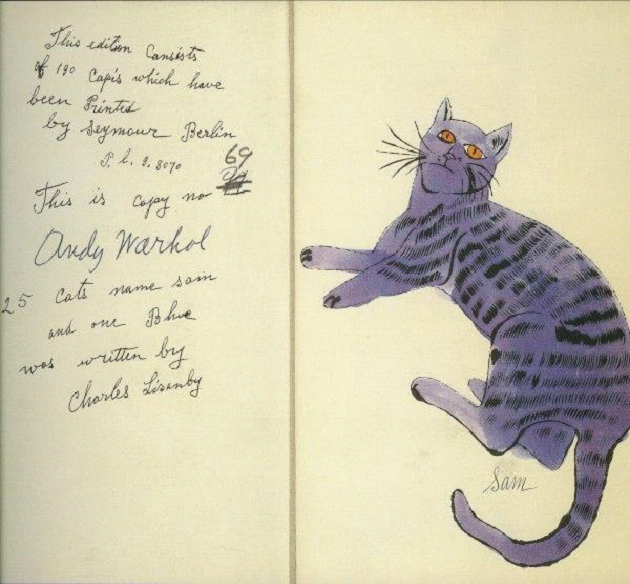 This edition Consists
of 190 Capis which have
been Printed
by Seymour Berlin
P. L. 9. 8070
69
This is copy no
Andy Warhol
25 Cats name sam
and one Blue
was written by
Charles Lisanby
Sam